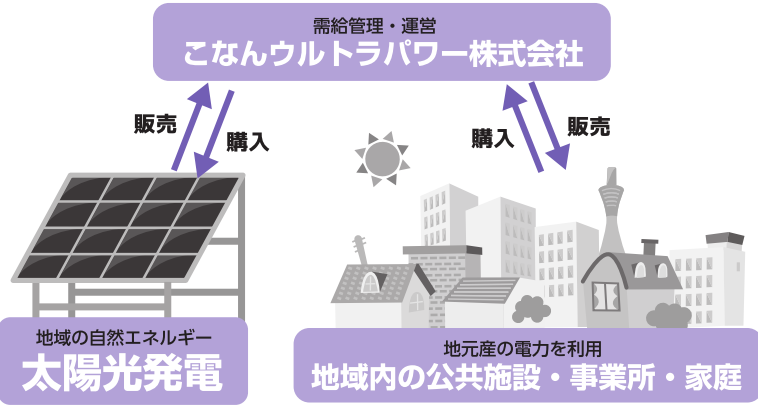 需給管理・運営
こなんウルトラパワー株式会社
販売
購入
購入
販売
地域の自然エネルギー
太陽光発電
地元産の電力を利用
地域内の公共施設・事業所・家庭